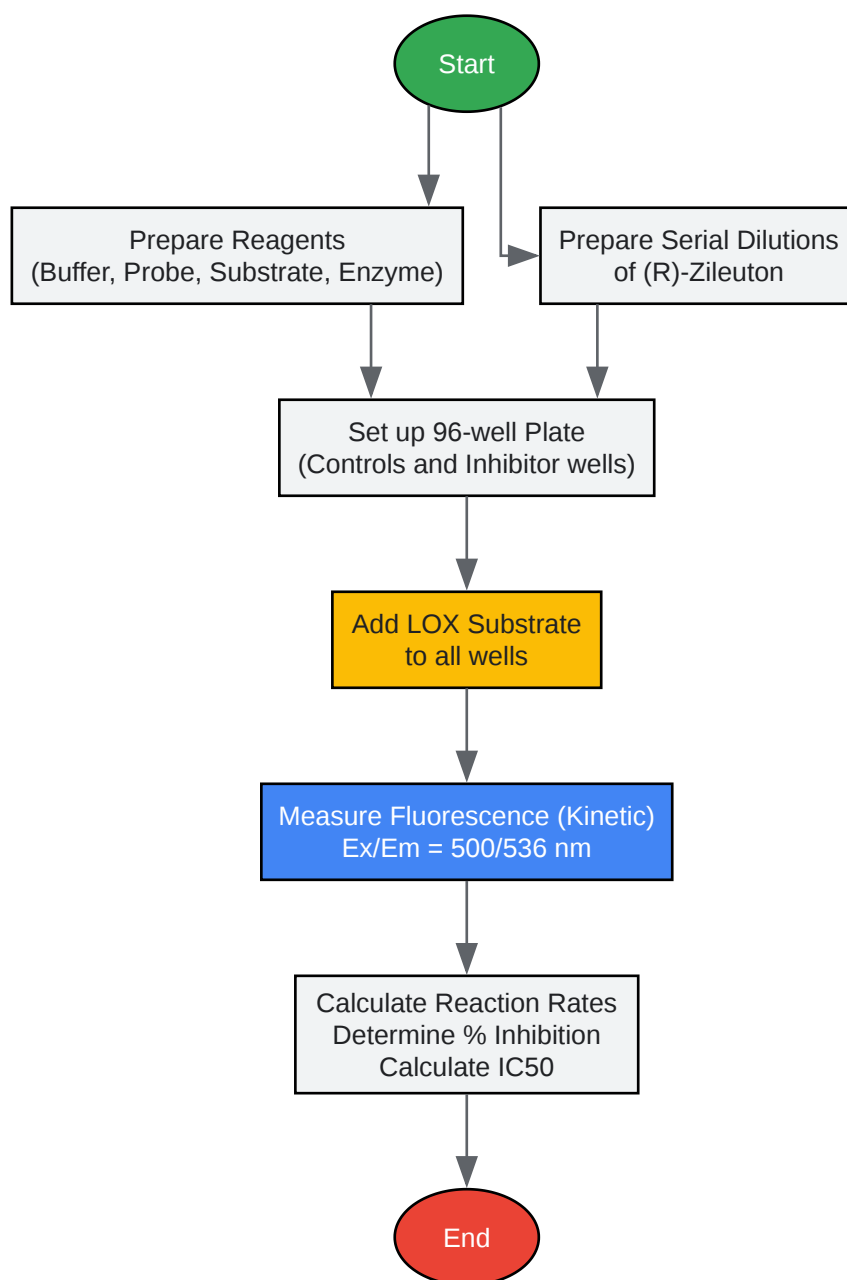 Start
Prepare Reagents
(Buffer, Probe, Substrate, Enzyme)
Prepare Serial Dilutions
of (R)-Zileuton
Set up 96-well Plate
(Controls and Inhibitor wells)
Add LOX Substrate
to all wells
Measure Fluorescence (Kinetic)
Ex/Em = 500/536 nm
Calculate Reaction Rates
Determine % Inhibition
Calculate IC50
End